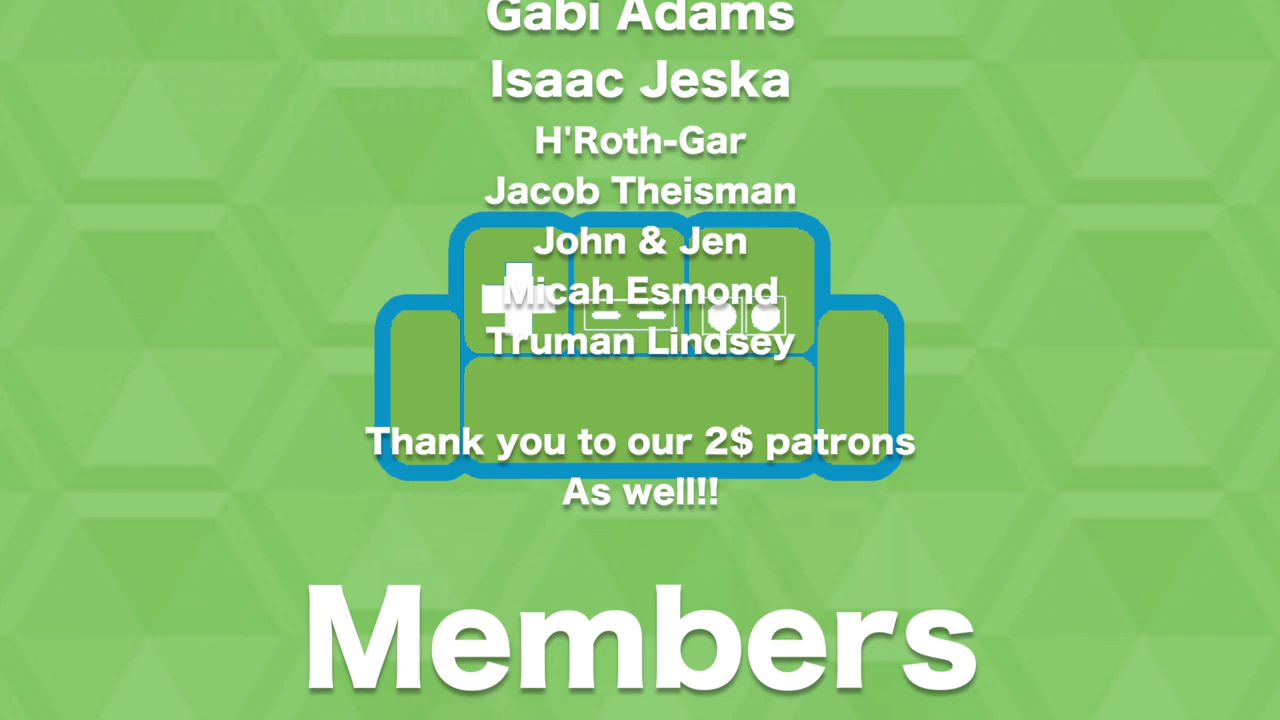 Gabi Adams
Isaac Jeska
H'Roth-Gar
Jacob Theisman
John & Jen
Micah Esmond
Truman Lindsey
Thank you to our 2$ patrons
As well!!
Members